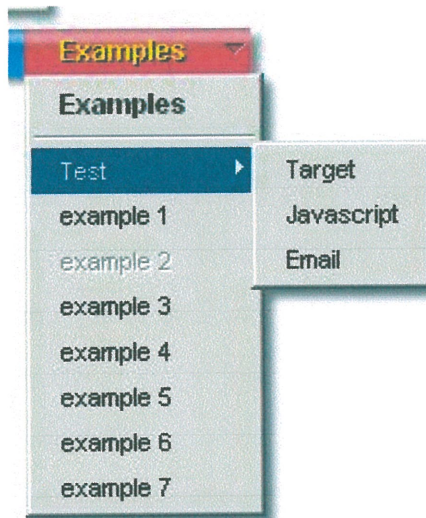 Examples
Examples
Test
Target
example 1
Javascript
example 2
Email
example 3
example 4
example 5
example 6
example 7